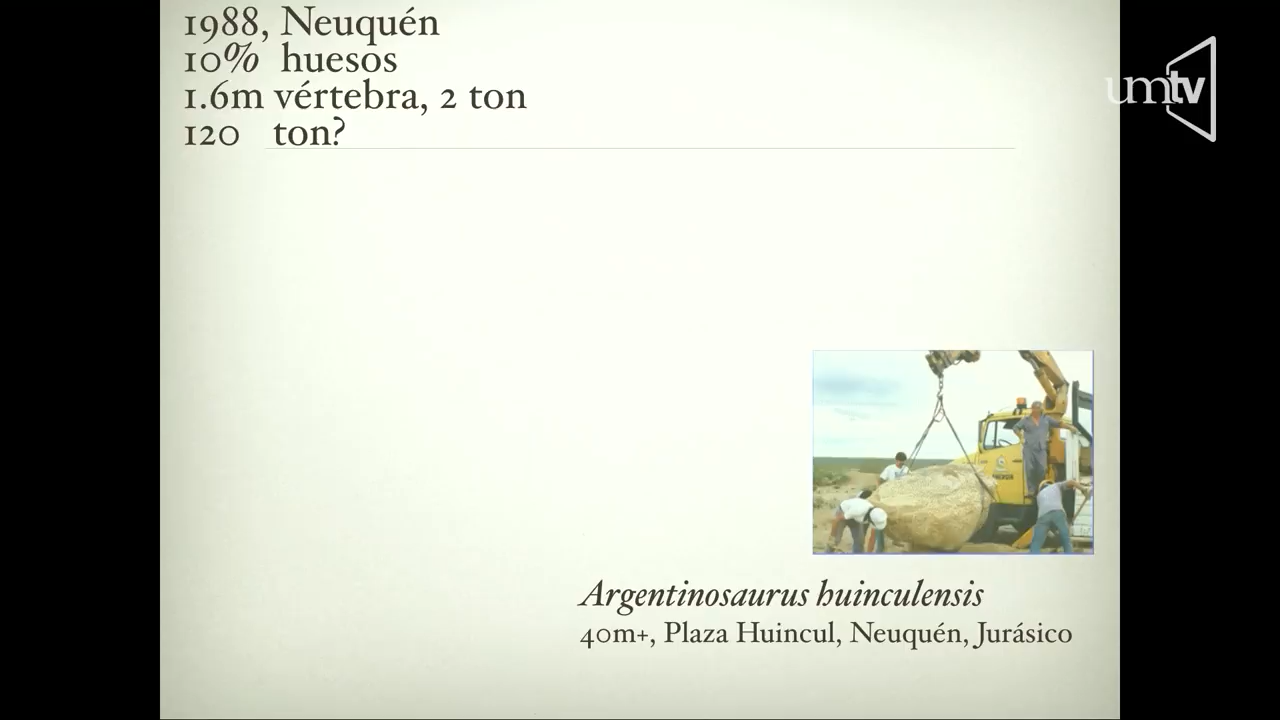 1988, Neuquén
10% huesos
1.6m vértebra, 2 ton
120 ton?
umtv
Argentinosaurus huinculensis
40m+, Plaza Huincul, Neuquén, Jurásico